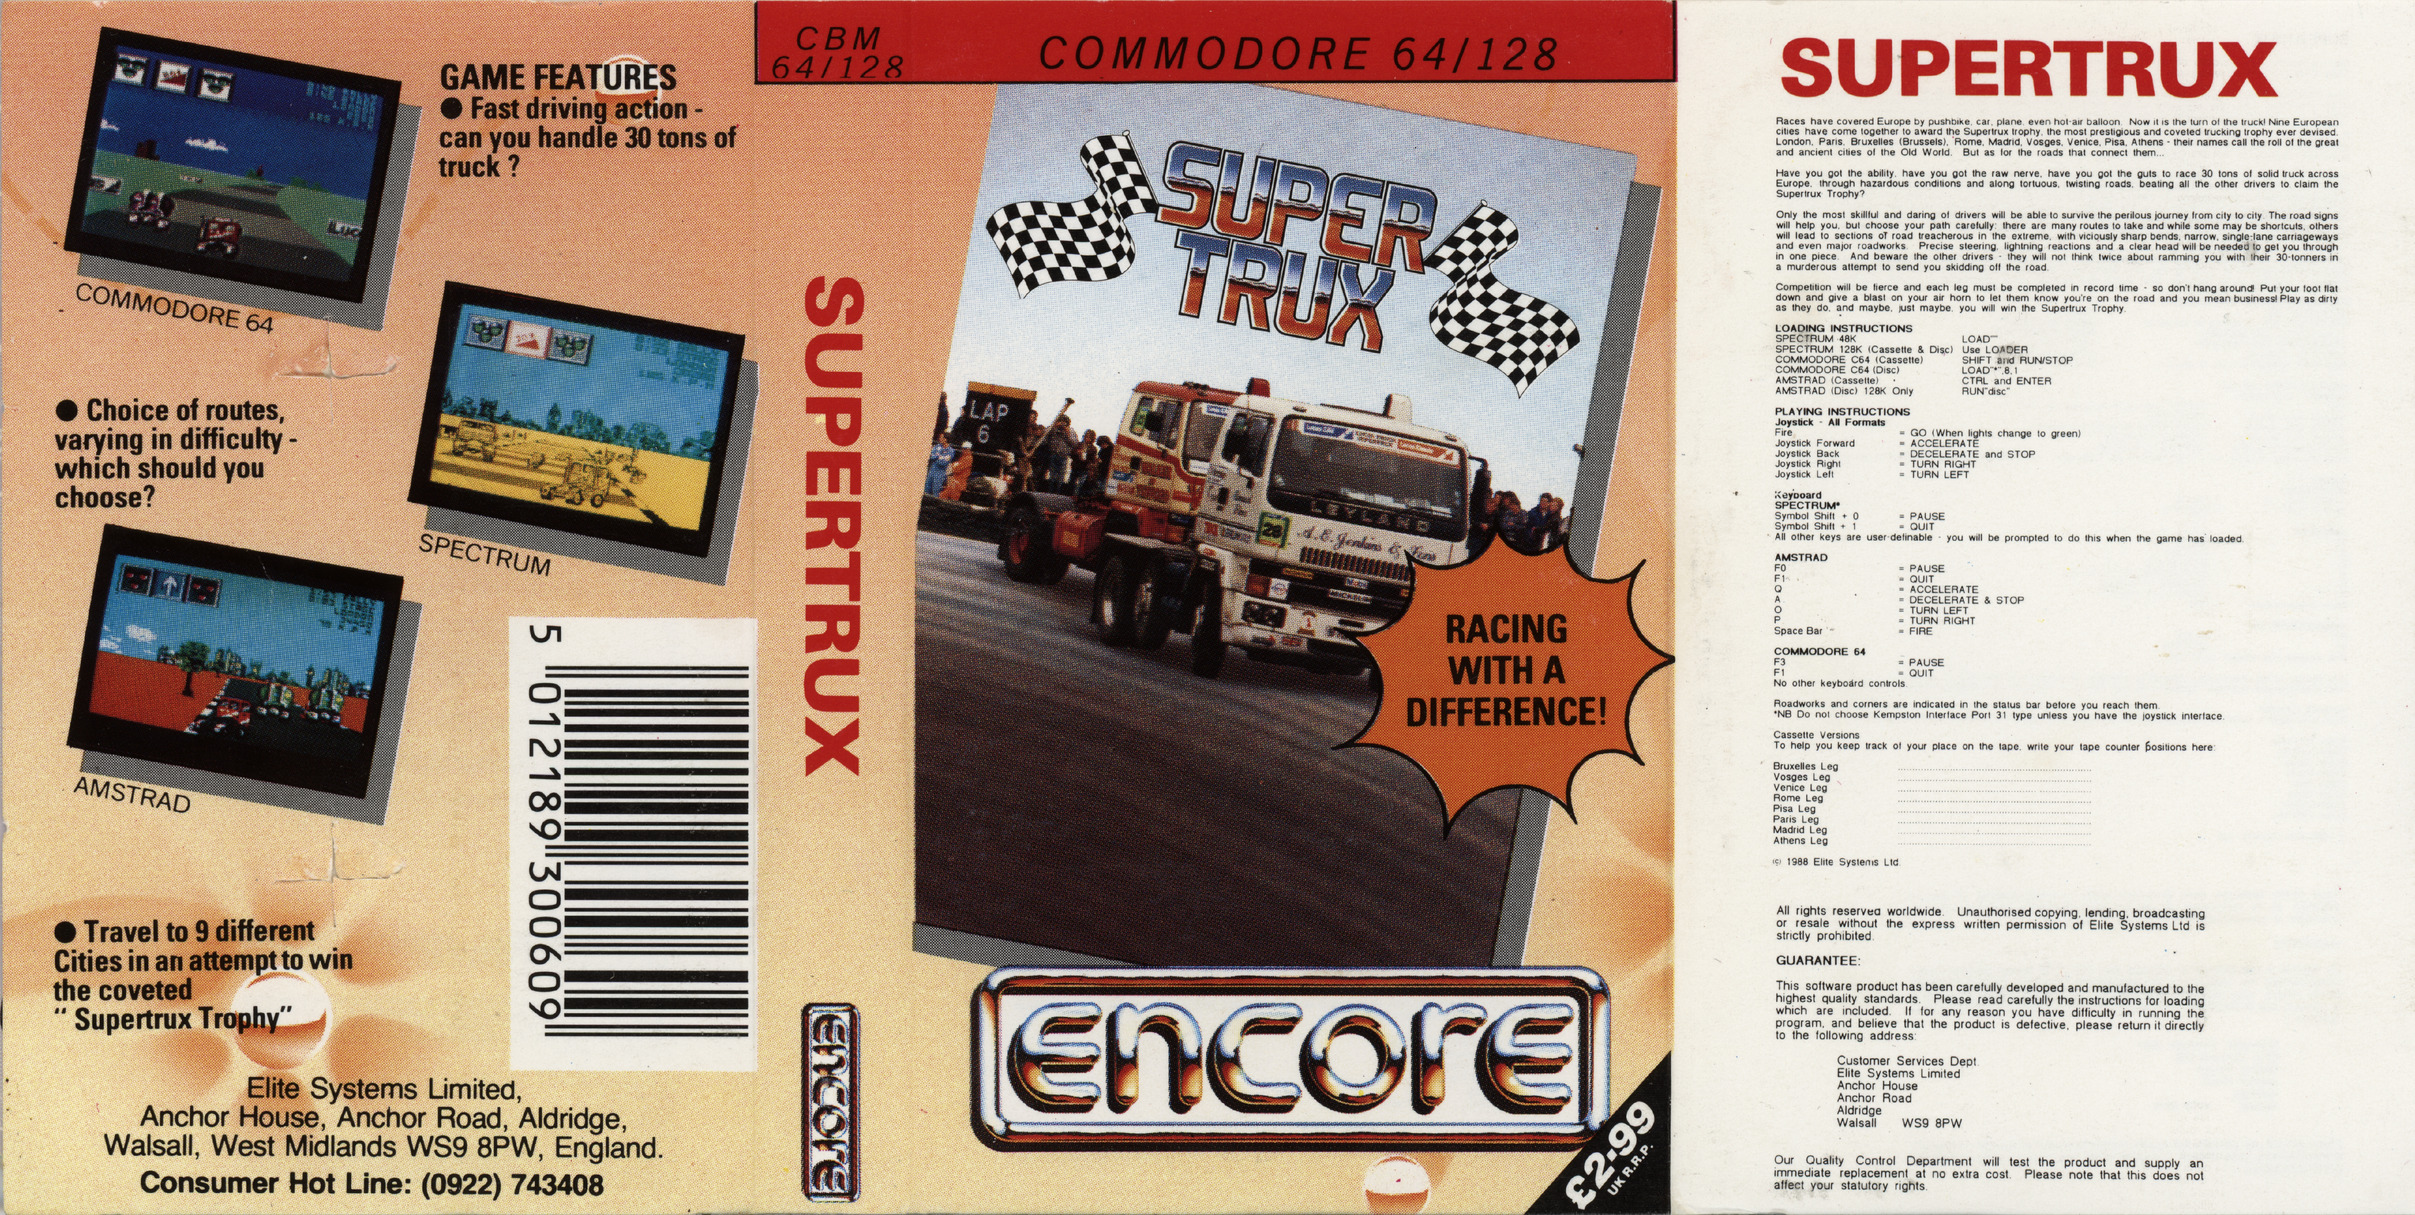 GAME FEATURES
● Fast driving action -
can you handle 30 tons of
truck ?
COMMODORE 64
● Choice of routes,
varying in difficulty -
which should you
choose?
SPECTRUM
AMSTRAD
● Travel to 9 different
Cities in an attempt to win
the coveted
" Supertrux Trophy"
5 012189 300609
Elite Systems Limited,
Anchor House, Anchor Road, Aldridge,
Walsall, West Midlands WS9 8PW, England.
Consumer Hot Line: (0922) 743408
CBM
64/128
SUPERTRUX
encore
COMMODORE 64/128
SUPER
TRUX
LAP
6
LEYLAND
28
A.E. Jenkins & Sons
RACING
WITH A
DIFFERENCE!
encore
£2·99
UK R.R.P.
SUPERTRUX
Races have covered Europe by pushbike, car, plane, even hot-air balloon. Now it is the turn of the truck! Nine European
cities have come together to award the Supertrux trophy, the most prestigious and coveted trucking trophy ever devised.
London, Paris, Bruxelles (Brussels), Rome, Madrid, Vosges, Venice, Pisa, Athens - their names call the roll of the great
and ancient cities of the Old World. But as for the roads that connect them...
Have you got the ability, have you got the raw nerve, have you got the guts to race 30 tons of solid truck across
Europe, through hazardous conditions and along tortuous, twisting roads, beating all the other drivers to claim the
Supertrux Trophy?
Only the most skillful and daring of drivers will be able to survive the perilous journey from city to city. The road signs
will help you, but choose your path carefully: there are many routes to take and while some may be shortcuts, others
will lead to sections of road treacherous in the extreme, with viciously sharp bends, narrow, single-lane carriageways
and even major roadworks. Precise steering, lightning reactions and a clear head will be needed to get you through
in one piece. And beware the other drivers - they will not think twice about ramming you with their 30-tonners in
a murderous attempt to send you skidding off the road.
Competition will be fierce and each leg must be completed in record time - so don't hang around! Put your foot flat
down and give a blast on your air horn to let them know you're on the road and you mean business! Play as dirty
as they do, and maybe, just maybe, you will win the Supertrux Trophy.
LOADING INSTRUCTIONS
SPECTRUM 48K LOAD""
SPECTRUM 128K (Cassette & Disc) Use LOADER
COMMODORE C64 (Cassette) SHIFT and RUN/STOP
COMMODORE C64 (Disc) LOAD"*",8,1
AMSTRAD (Cassette) CTRL and ENTER
AMSTRAD (Disc) 128K Only RUN"disc"
PLAYING INSTRUCTIONS
Joystick - All Formats
Fire = GO (When lights change to green)
Joystick Forward = ACCELERATE
Joystick Back = DECELERATE and STOP
Joystick Right = TURN RIGHT
Joystick Left = TURN LEFT
Keyboard
SPECTRUM*
Symbol Shift + 0 = PAUSE
Symbol Shift + 1 = QUIT
All other keys are user-definable - you will be prompted to do this when the game has loaded.
AMSTRAD
F0 = PAUSE
F1 = QUIT
Q = ACCELERATE
A = DECELERATE & STOP
O = TURN LEFT
P = TURN RIGHT
Space Bar = FIRE
COMMODORE 64
F3 = PAUSE
F1 = QUIT
No other keyboard controls.
Roadworks and corners are indicated in the status bar before you reach them.
*NB Do not choose Kempston Interface Port 31 type unless you have the joystick interface.
Cassette Versions
To help you keep track of your place on the tape, write your tape counter positions here:
Bruxelles Leg
Vosges Leg
Venice Leg
Rome Leg
Pisa Leg
Paris Leg
Madrid Leg
Athens Leg
(c) 1988 Elite Systems Ltd.
All rights reserved worldwide. Unauthorised copying, lending, broadcasting
or resale without the express written permission of Elite Systems Ltd is
strictly prohibited.
GUARANTEE:
This software product has been carefully developed and manufactured to the
highest quality standards. Please read carefully the instructions for loading
which are included. If for any reason you have difficulty in running the
program, and believe that the product is defective, please return it directly
to the following address:
Customer Services Dept.
Elite Systems Limited
Anchor House
Anchor Road
Aldridge
Walsall WS9 8PW
Our Quality Control Department will test the product and supply an
immediate replacement at no extra cost. Please note that this does not
affect your statutory rights.